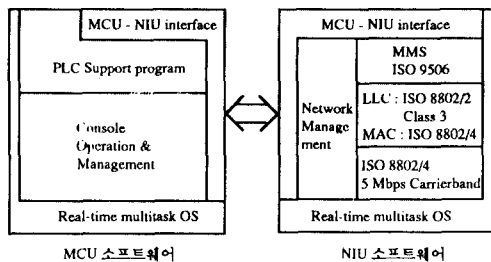 MCU - NIU interface
PLC Support program
Console
Operation &
Management
Real-time multitask OS
MCU 소프트웨어
MCU - NIU interface
Network
Manage
ment
MMS
ISO 9506
LLC : ISO 8802/2
Class 3
MAC : ISO 8802/4
ISO 8802/4
5 Mbps Carrierband
Real-time multitask OS
NIU 소프트웨어